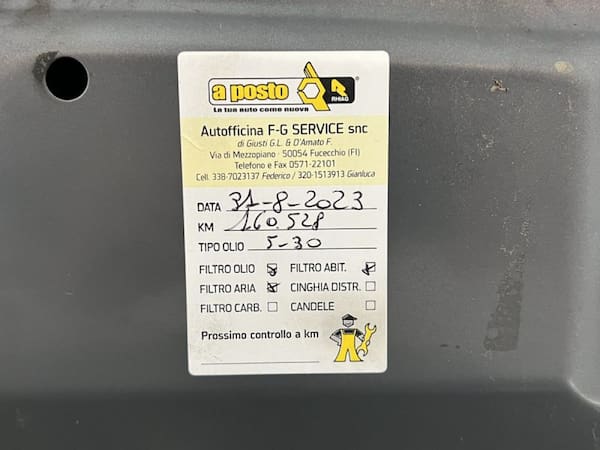 a posto
RHIAG
La tua auto come nuova
Autofficina F-G SERVICE snc
di Giusti G.L. & D'Amato F.
Via di Mezzopiano - 50054 Fucecchio (FI)
Telefono e Fax 0571-22101
Cell. 338-7023137 Federico / 320-1513913 Gianluca
DATA 31-8-2023
KM 160.528
TIPO OLIO 5-30
FILTRO OLIO FILTRO ABIT.
FILTRO ARIA CINGHIA DISTR.
FILTRO CARB. CANDELE
Prossimo controllo a km